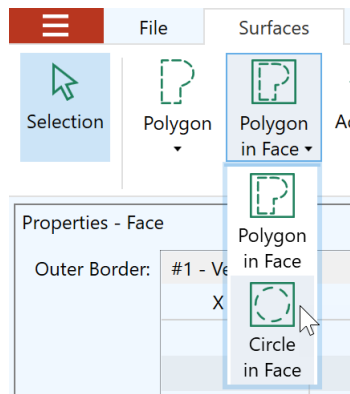 File
Surfaces
Selection
Polygon
Polygon
in Face
Properties - Face
Outer Border:
#1 - Ve
X
Polygon
in Face
Circle
in Face